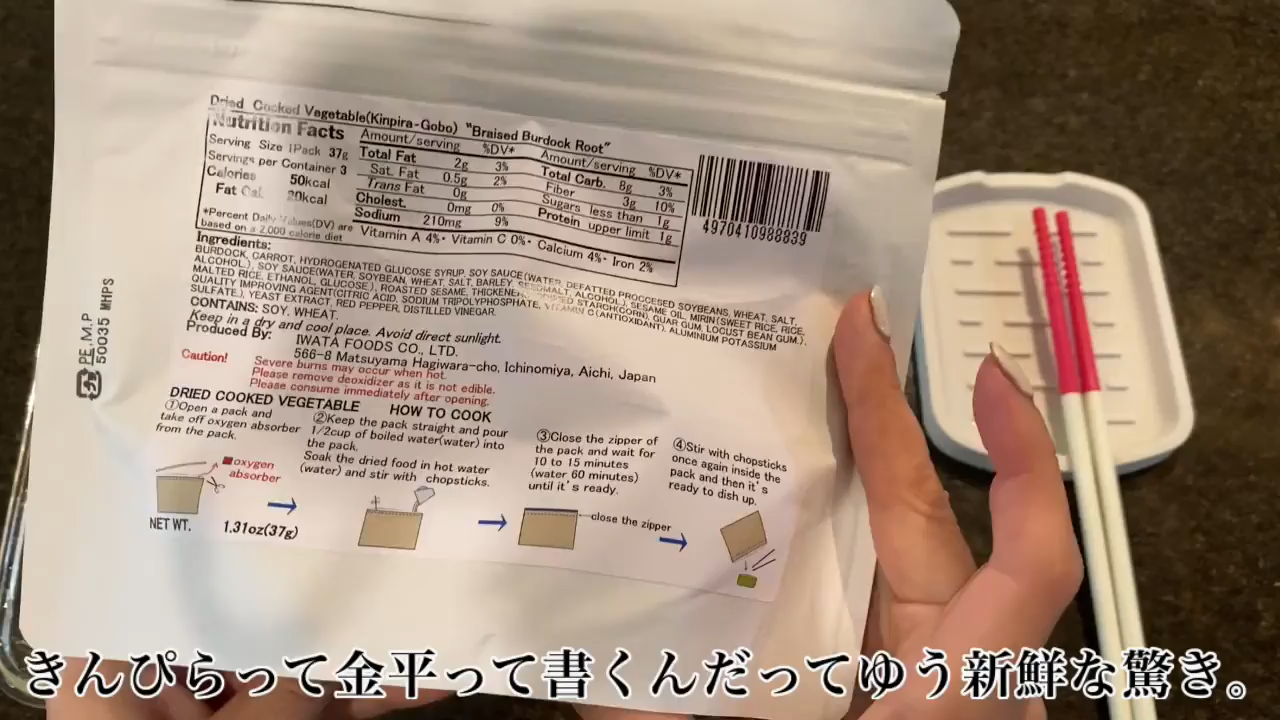 Dried Cooked Vegetable(Kinpira-Gobo) "Braised Burdock Root"
Nutrition Facts
Serving Size 1Pack 37g
Servings per Container 3
Calories 50kcal
Fat Cal. 20kcal
*Percent Daily Values(DV) are
based on a 2,000 calorie diet
Amount/serving %DV*
Total Fat 2g 3%
Sat. Fat 0.5g 2%
Trans Fat 0g
Cholest. 0mg 0%
Sodium 210mg 9%
Amount/serving %DV*
Total Carb. 8g 3%
Fiber 3g 10%
Sugars less than 1g
Protein upper limit 1g
Vitamin A 4%・Vitamin C 0%・Calcium 4%・Iron 2%
4970410988839
Ingredients:
BURDOCK, CARROT, HYDROGENATED GLUCOSE SYRUP, SOY SAUCE(WATER, DEFATTED PROCCESED SOYBEANS, WHEAT, SALT,
ALCOHOL), SOY SAUCE(WATER, SOYBEAN, WHEAT, SALT, BARLEY, ALCOHOL), SESAME OIL, MIRIN(SWEET RICE, RICE,
MALTED RICE, ETHANOL, GLUCOSE), ROASTED SESAME, STARCH(CORN), GUAR GUM, LOCUST BEAN GUM,),
QUALITY IMPROVING AGENT(CITRIC ACID, SODIUM TRIPOLYPHOSPHATE, VITAMIN C(ANTIOXIDANT), ALUMINIUM POTASSIUM
SULFATE,), YEAST EXTRACT, RED PEPPER, DISTILLED VINEGAR.
CONTAINS: SOY, WHEAT.
Keep in a dry and cool place. Avoid direct sunlight.
Produced By: IWATA FOODS CO., LTD.
566-8 Matsuyama Hagiwara-cho, Ichinomiya, Aichi, Japan
Caution! Severe burns may occur when hot.
Please remove deoxidizer as it is not edible.
Please consume immediately after opening.
PE,M,P
50035 MHPS
DRIED COOKED VEGETABLE HOW TO COOK
①Open a pack and
take off oxygen absorber
from the pack.
②Keep the pack straight and pour
1/2cup of boiled water(water) into
the pack.
Soak the dried food in hot water
(water) and stir with chopsticks.
③Close the zipper of
the pack and wait for
10 to 15 minutes
(water 60 minutes)
until it's ready.
④Stir with chopsticks
once again inside the
pack and then it's
ready to dish up.
oxygen
absorber
close the zipper
NET WT. 1.31oz(37g)
きんぴらって金平って書くんだってゆう新鮮な驚き。